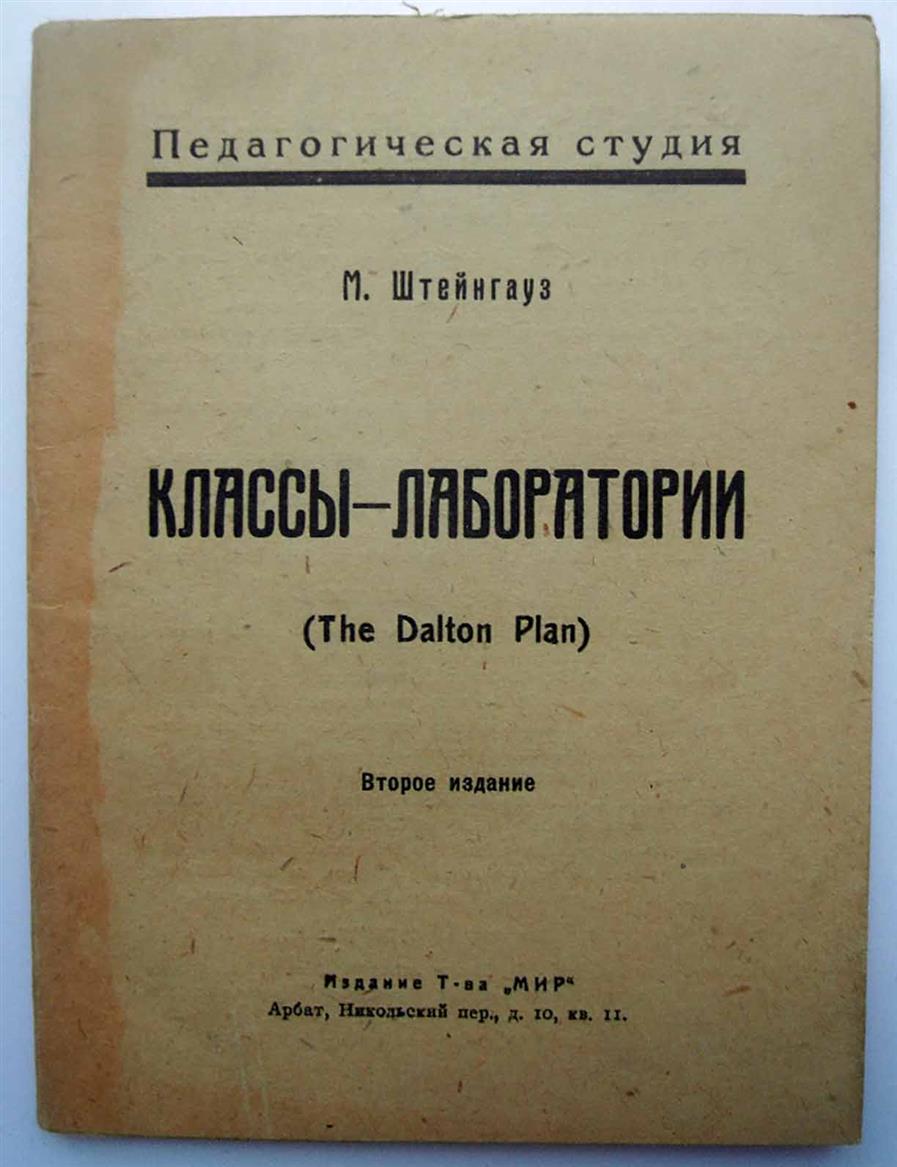 Педагогическая студия
М. Штейнгауз
КЛАССЫ—ЛАБОРАТОРИИ
(The Dalton Plan)
Второе издание
Издание Т-ва „МИР“
Арбат, Никольский пер., д. 10, кв. 11.